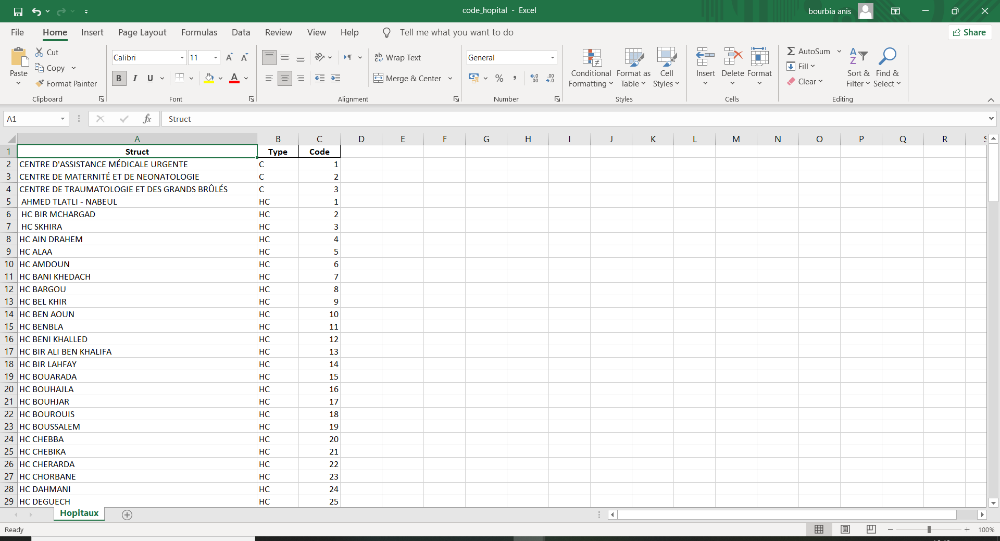 code_hopital - Excel
bourbia anis
File Home Insert Page Layout Formulas Data Review View Help Tell me what you want to do Share
Paste
Cut
Copy
Format Painter
Clipboard
Calibri 11
B I U
Font
Wrap Text
Merge & Center
Alignment
General
Number
Conditional Formatting
Format as Table
Cell Styles
Styles
Insert Delete Format
Cells
AutoSum
Fill
Clear
Sort & Filter
Find & Select
Editing
A1 fx Struct
A B C D E F G H I J K L M N O P Q R S
1 Struct Type Code
2 CENTRE D'ASSISTANCE MÉDICALE URGENTE C 1
3 CENTRE DE MATERNITÉ ET DE NEONATOLOGIE C 2
4 CENTRE DE TRAUMATOLOGIE ET DES GRANDS BRÛLÉS C 3
5 AHMED TLATLI - NABEUL HC 1
6 HC BIR MCHARGAD HC 2
7 HC SKHIRA HC 3
8 HC AIN DRAHEM HC 4
9 HC ALAA HC 5
10 HC AMDOUN HC 6
11 HC BANI KHEDACH HC 7
12 HC BARGOU HC 8
13 HC BEL KHIR HC 9
14 HC BEN AOUN HC 10
15 HC BENBLA HC 11
16 HC BENI KHALLED HC 12
17 HC BIR ALI BEN KHALIFA HC 13
18 HC BIR LAHFAY HC 14
19 HC BOUARADA HC 15
20 HC BOUHAJLA HC 16
21 HC BOUHJAR HC 17
22 HC BOUROUIS HC 18
23 HC BOUSSALEM HC 19
24 HC CHEBBA HC 20
25 HC CHEBIKA HC 21
26 HC CHERARDA HC 22
27 HC CHORBANE HC 23
28 HC DAHMANI HC 24
29 HC DEGUECH HC 25
Hopitaux
Ready 100%